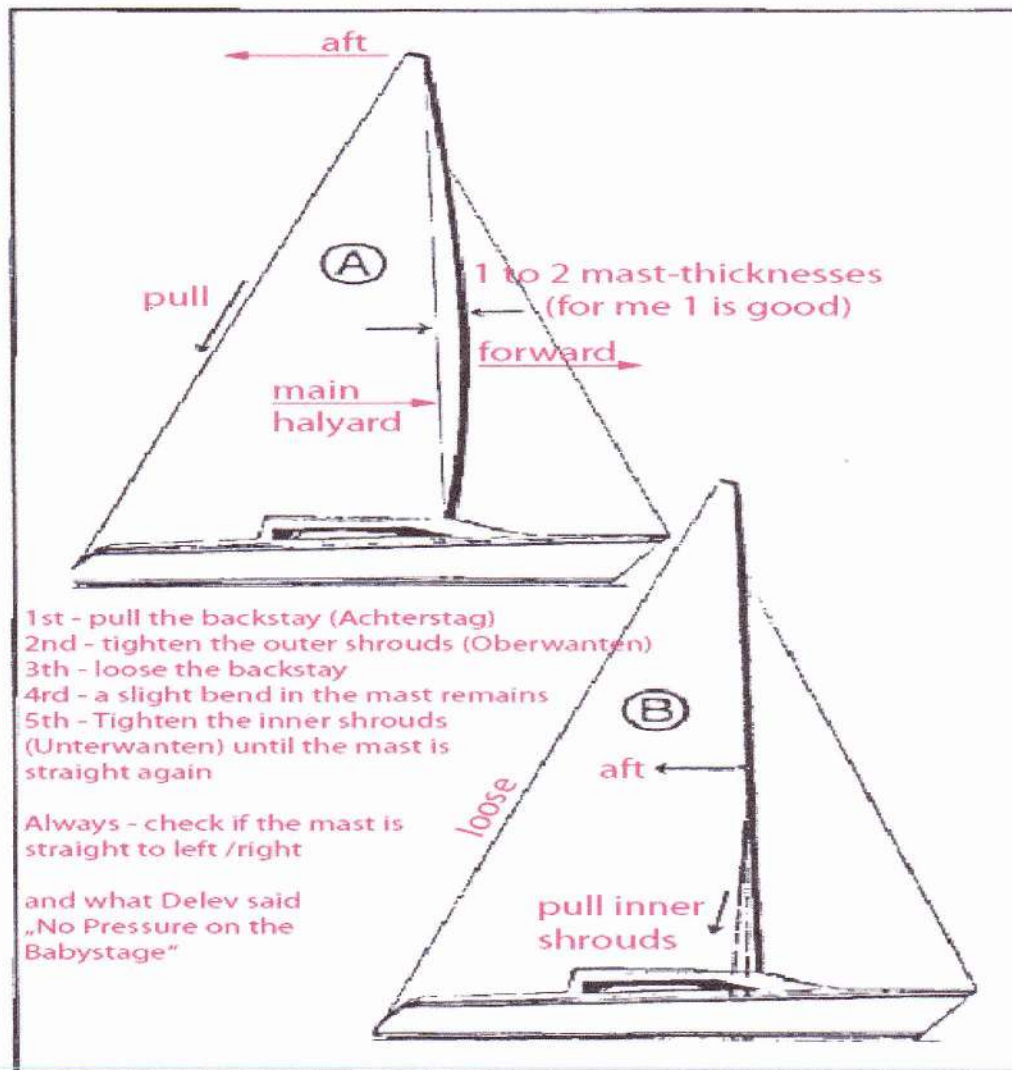 aft
A
1 to 2 mast-thicknesses
(for me 1 is good)
pull
forward
main
halyard
1st - pull the backstay (Achterstag)
2nd - tighten the outer shrouds (Oberwanten)
3th - loose the backstay
4rd - a slight bend in the mast remains
5th - Tighten the inner shrouds
(Unterwanten) until the mast is
straight again
Always - check if the mast is
straight to left /right
and what Delev said
„No Pressure on the
Babystage“
B
aft
loose
pull inner
shrouds